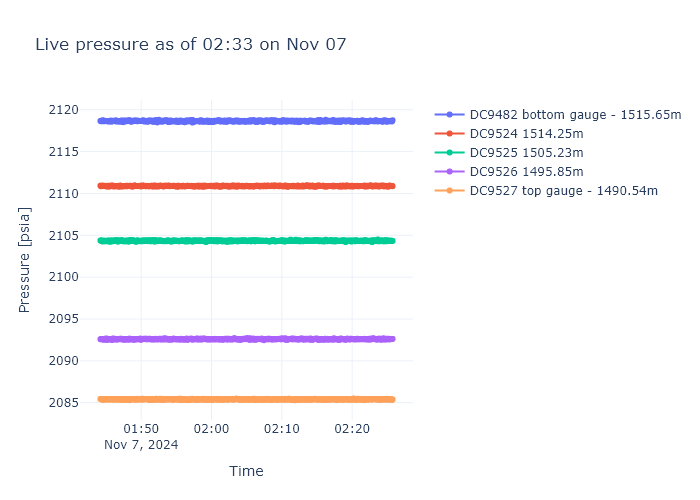 Live pressure as of 02:33 on Nov 07
2120
2115
2110
2105
2100
2095
2090
2085
Pressure [psia]
01:50
02:00
02:10
02:20
Nov 7, 2024
Time
DC9482 bottom gauge - 1515.65m
DC9524 1514.25m
DC9525 1505.23m
DC9526 1495.85m
DC9527 top gauge - 1490.54m